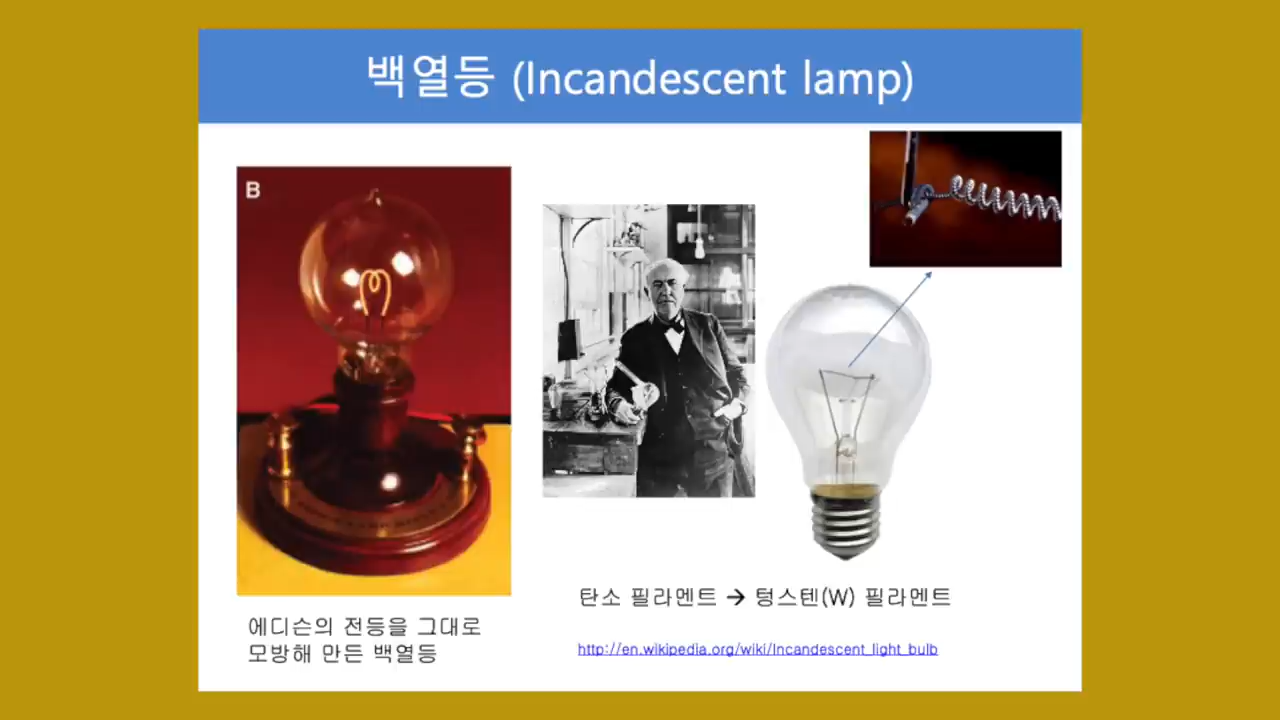 백열등 (Incandescent lamp)
B
에디슨의 전등을 그대로
모방해 만든 백열등
탄소 필라멘트 → 텅스텐(W) 필라멘트
http://en.wikipedia.org/wiki/Incandescent_light_bulb